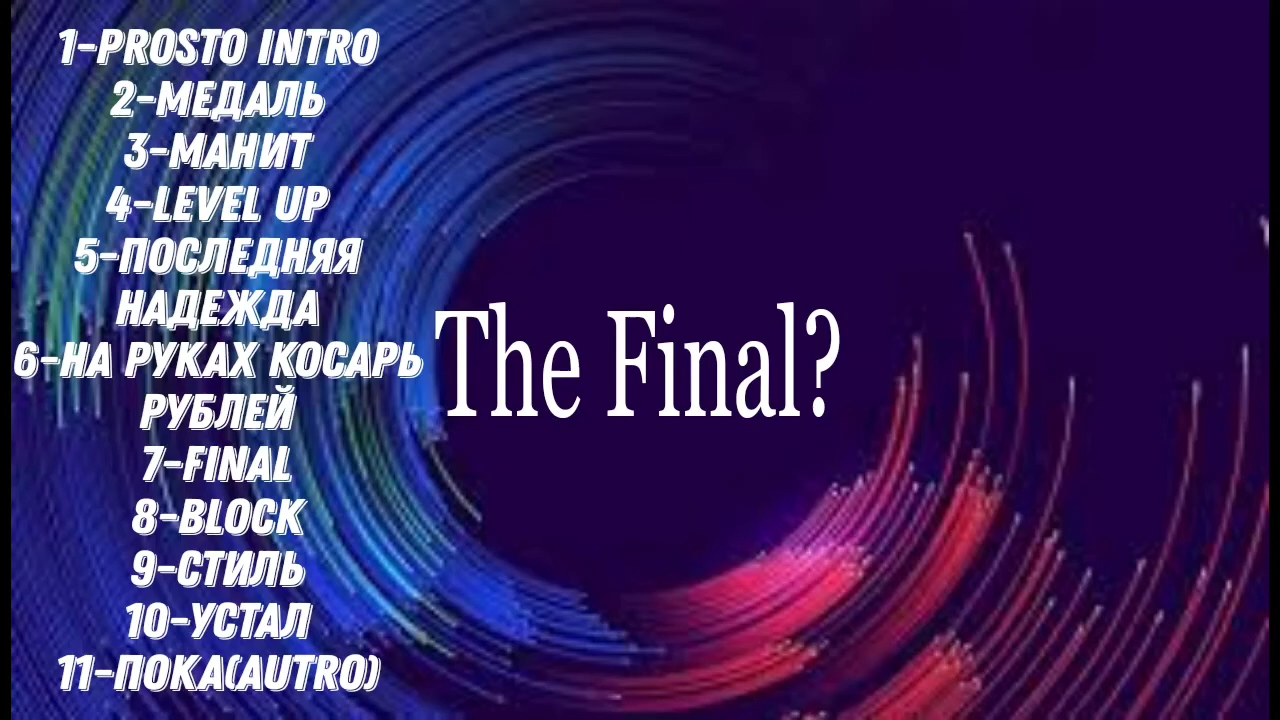 1-PROSTO INTRO
2-МЕДАЛЬ
3-МАНИТ
4-LEVEL UP
5-ПОСЛЕДНЯЯ
НАДЕЖДА
6-НА РУКАХ КОСАРЬ
РУБЛЕЙ
7-FINAL
8-BLOCK
9-СТИЛЬ
10-УСТАЛ
11-ПОКА(AUTRO)
The Final?